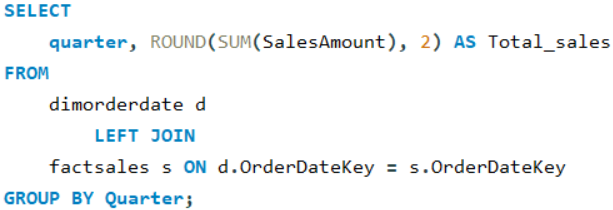 SELECT
quarter, ROUND(SUM(SalesAmount), 2) AS Total_sales
FROM
dimorderdate d
LEFT JOIN
factsales s ON d.OrderDateKey = s.OrderDateKey
GROUP BY Quarter;